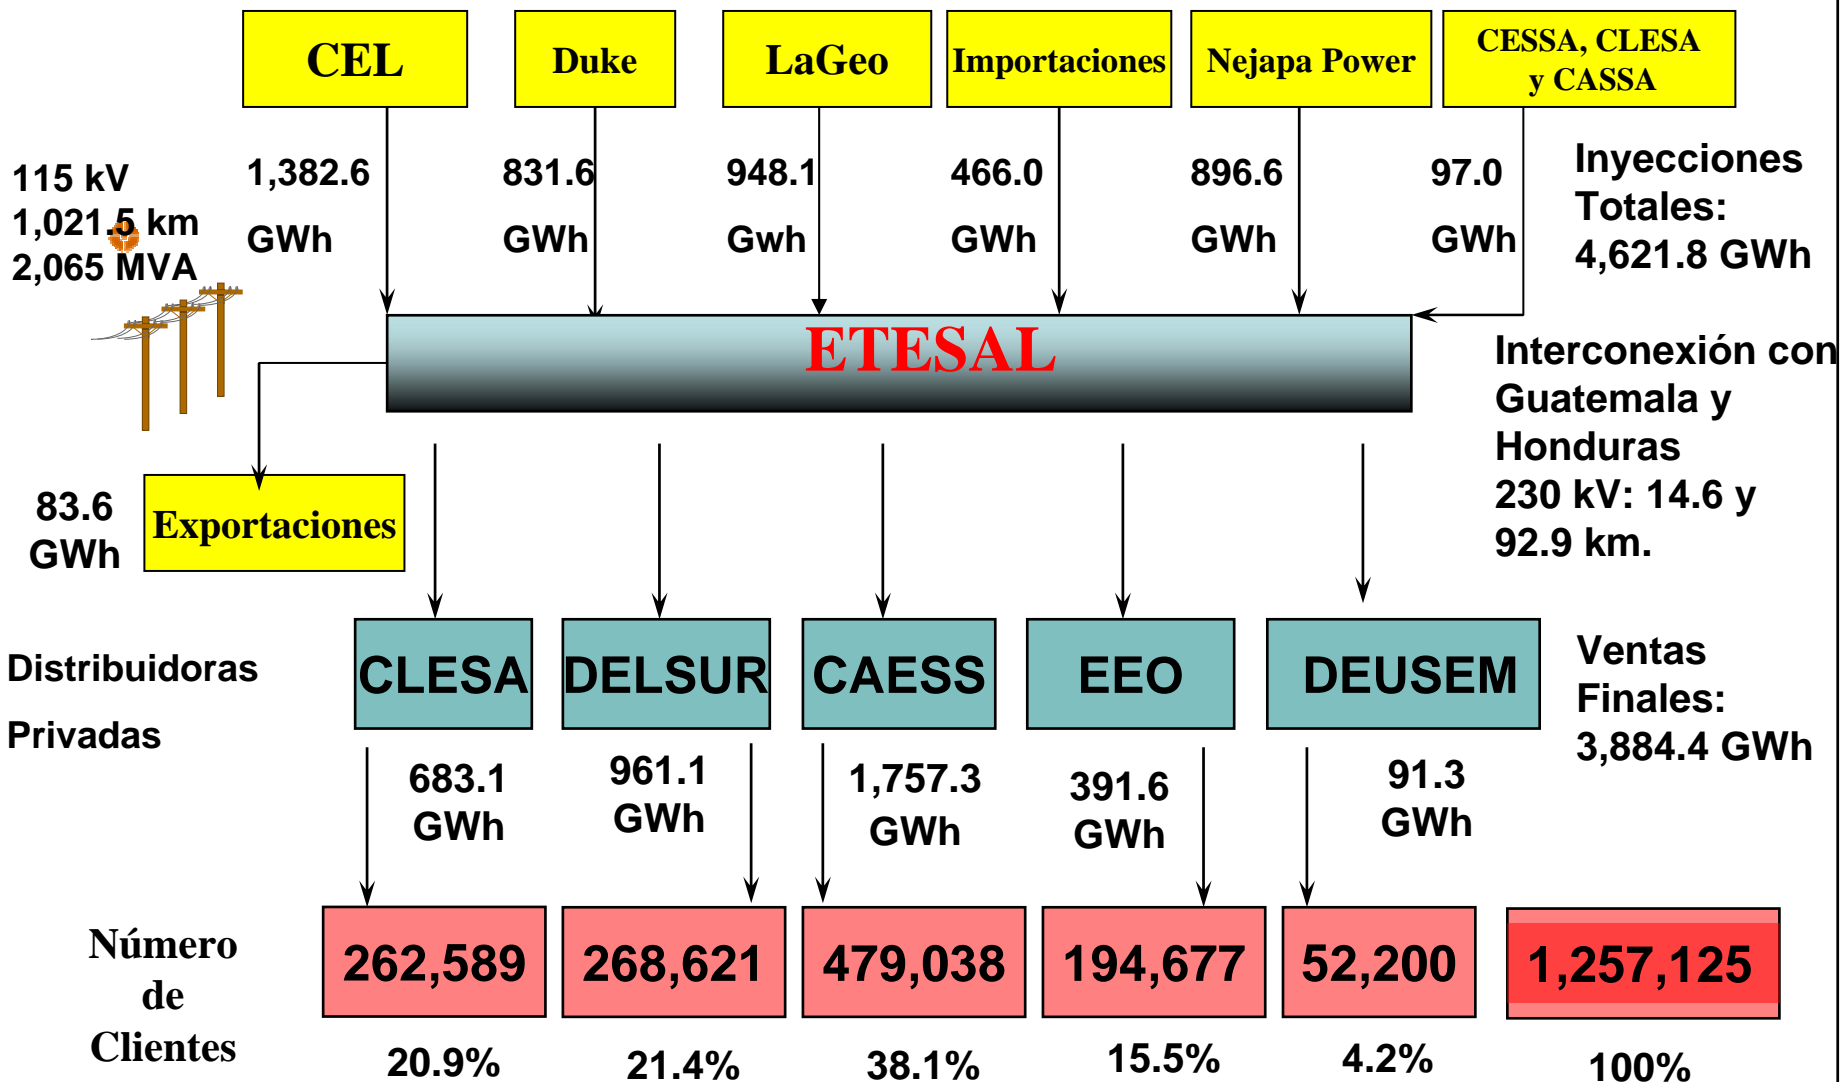 CEL
Duke
LaGeo
Importaciones
Nejapa Power
CESSA, CLESA
y CASSA
115 kV
1,021.5 km
2,065 MVA
1,382.6
GWh
831.6
GWh
948.1
Gwh
466.0
GWh
896.6
GWh
97.0
GWh
Inyecciones
Totales:
4,621.8 GWh
ETESAL
Interconexión con
Guatemala y
Honduras
230 kV: 14.6 y
92.9 km.
83.6
GWh
Exportaciones
Distribuidoras
Privadas
CLESA
DELSUR
CAESS
EEO
DEUSEM
Ventas
Finales:
3,884.4 GWh
683.1
GWh
961.1
GWh
1,757.3
GWh
391.6
GWh
91.3
GWh
Número
de
Clientes
262,589
268,621
479,038
194,677
52,200
1,257,125
20.9%
21.4%
38.1%
15.5%
4.2%
100%